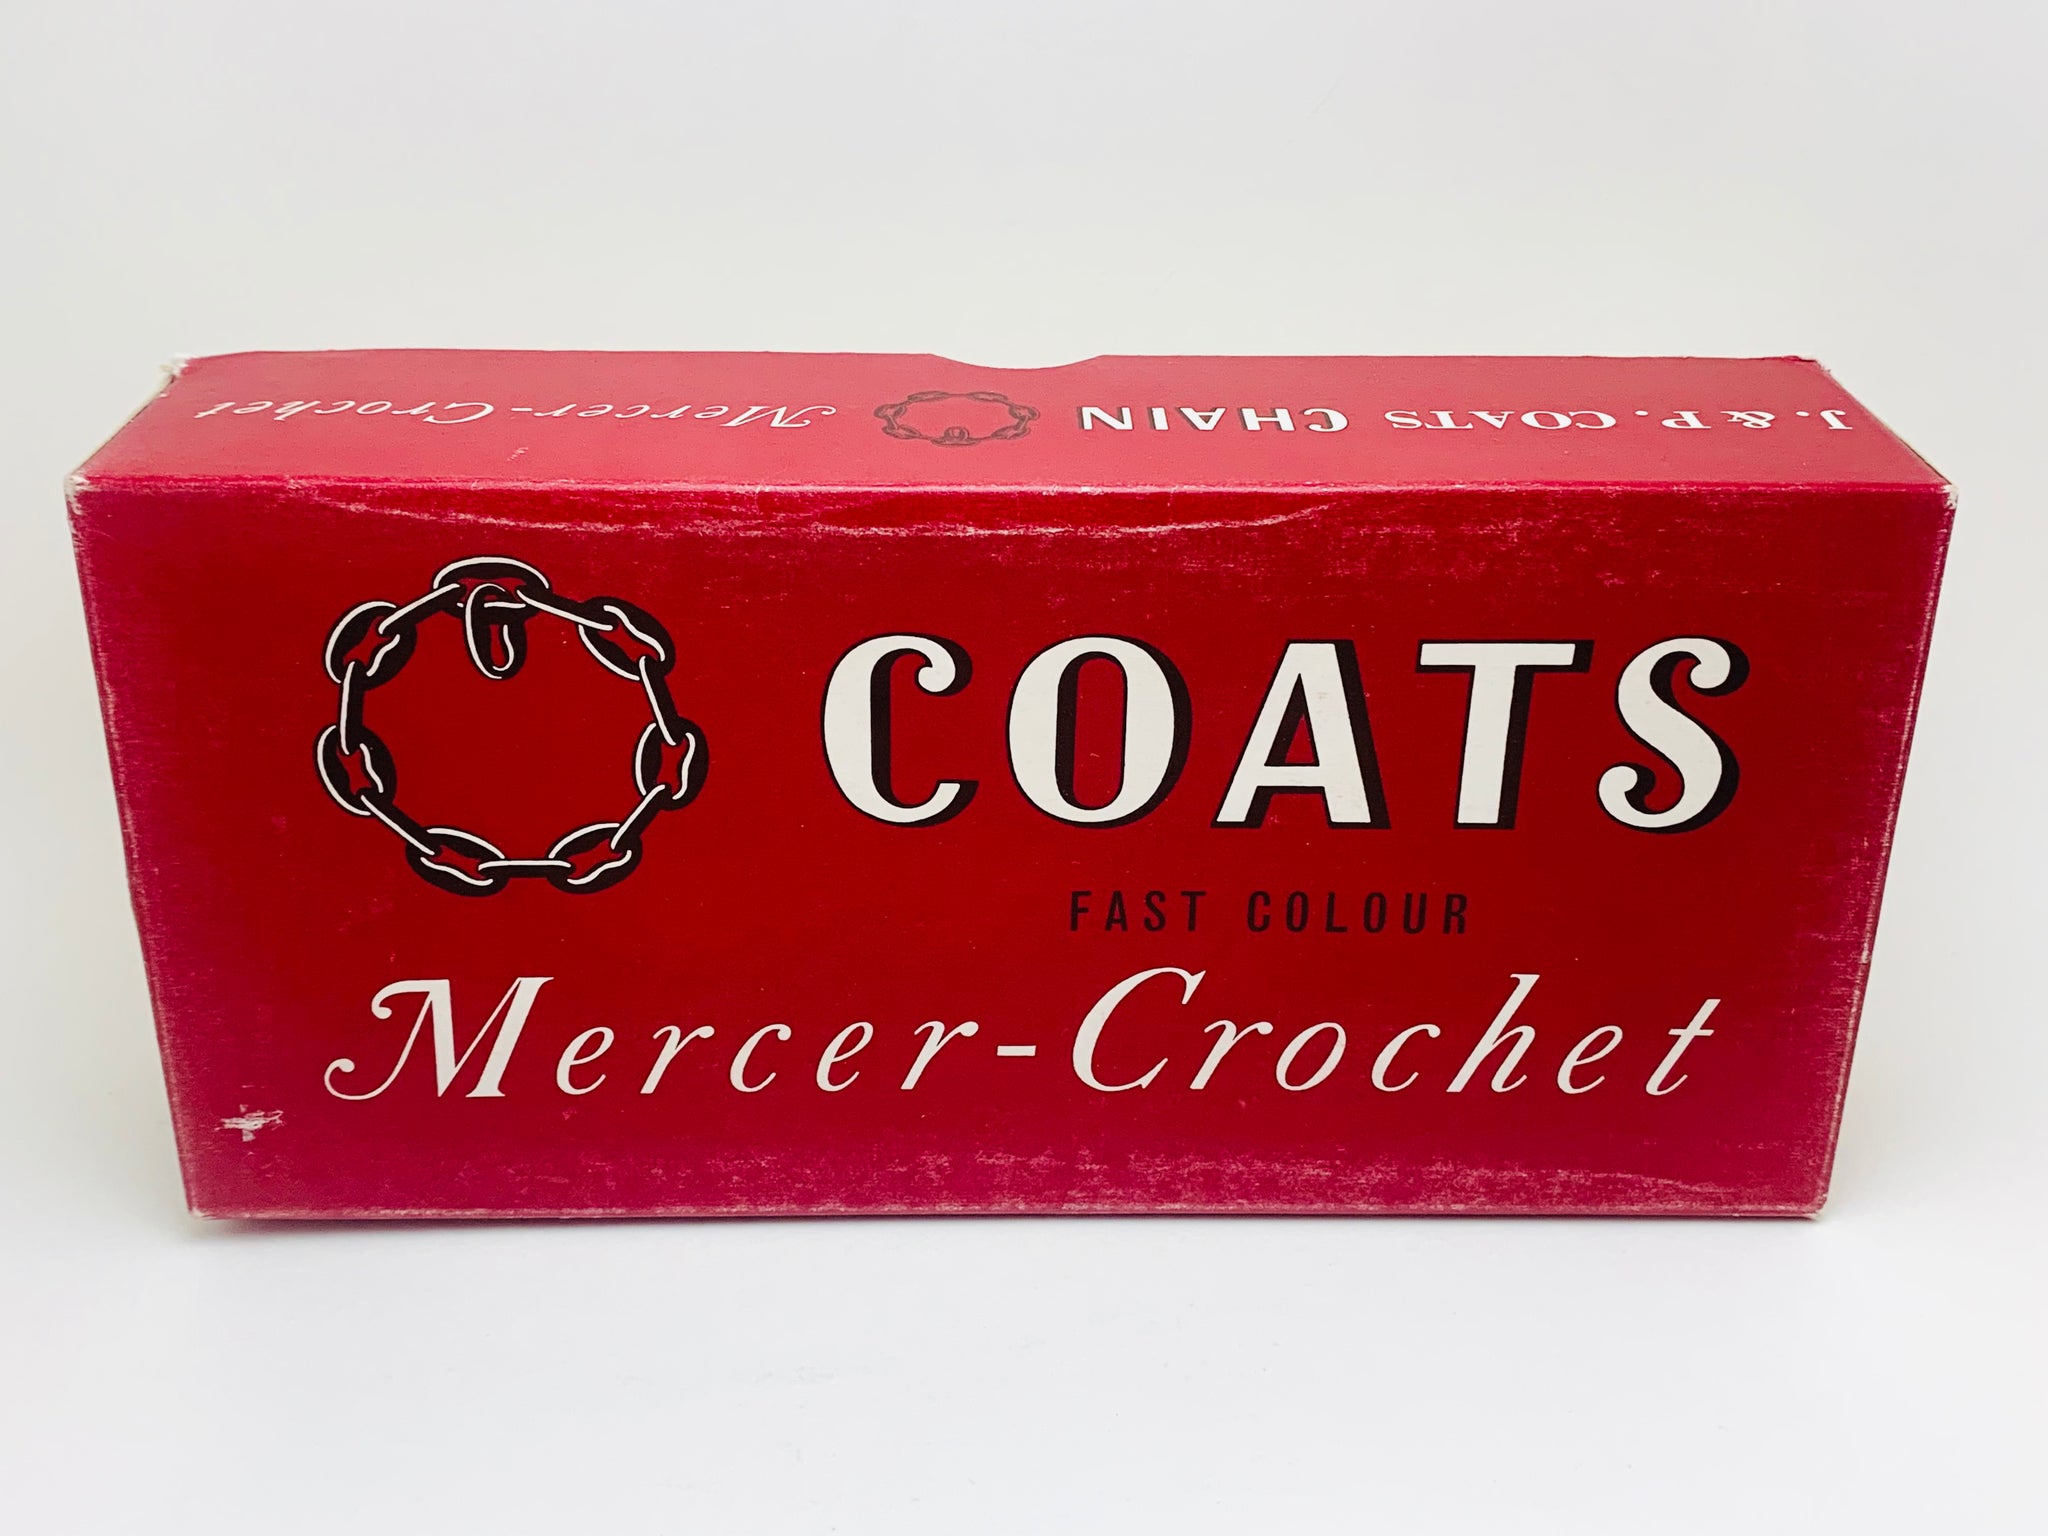 J. & P. COATS CHAIN Mercer-Crochet
COATS
FAST COLOUR
Mercer-Crochet